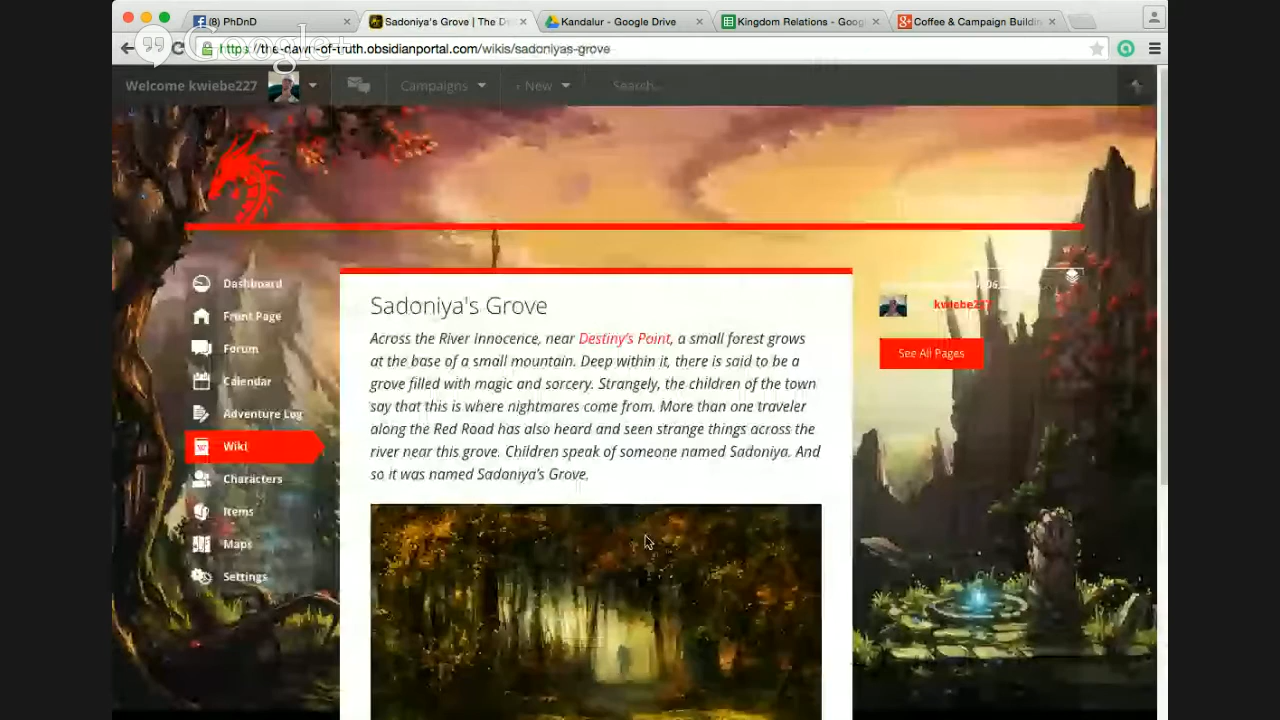 (8) PhDnD
Sadoniya's Grove | The D
Kandalur - Google Drive
Kingdom Relations - Goog
Coffee & Campaign Buildin
Google+
https://the-dawn-of-truth.obsidianportal.com/wikis/sadoniyas-grove
Welcome kwiebe227
Campaigns
+ New
Search...
Dashboard
Front Page
Forum
Calendar
Adventure Log
Wiki
Characters
Items
Maps
Settings
Sadoniya's Grove
Across the River Innocence, near Destiny's Point, a small forest grows
at the base of a small mountain. Deep within it, there is said to be a
grove filled with magic and sorcery. Strangely, the children of the town
say that this is where nightmares come from. More than one traveler
along the Red Road has also heard and seen strange things across the
river near this grove. Children speak of someone named Sadoniya. And
so it was named Sadoniya's Grove.
kwiebe227
See All Pages